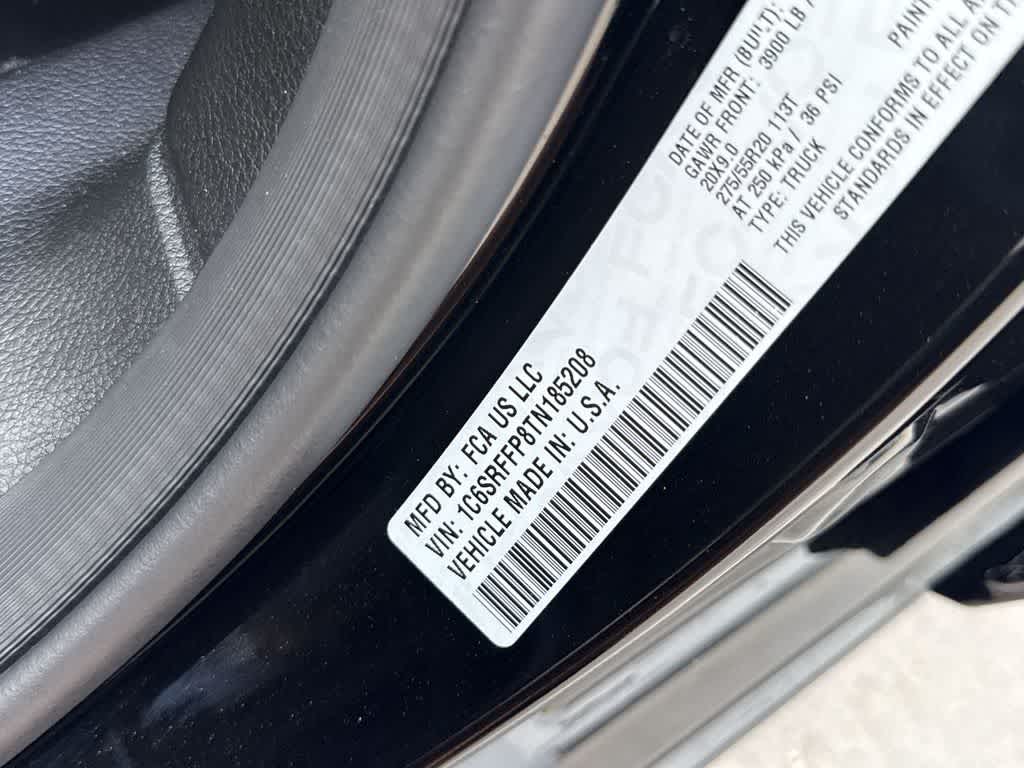 MFD BY: FCA US LLC
VIN: 1C6SRFFP8TN185208
VEHICLE MADE IN: U.S.A.
DATE OF MFR (BUILT):
GAWR FRONT: 3900 LB
20X9.0
275/55R20 113T
AT 250 kPa / 36 PSI
TYPE: TRUCK
THIS VEHICLE CONFORMS TO ALL
STANDARDS IN EFFECT ON